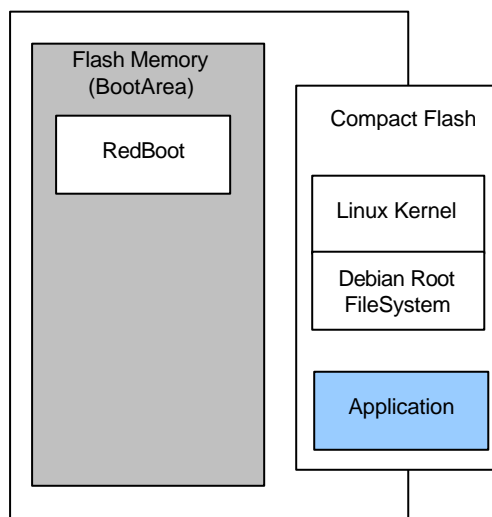 Flash Memory
(BootArea)
RedBoot
Compact Flash
Linux Kernel
Debian Root
FileSystem
Application